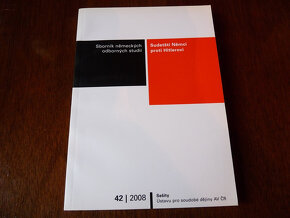 Sborník německých
odborných studií
Sudetští Němci
proti Hitlerovi
42 | 2008
Sešity
Ústavu pro soudobé dějiny AV ČR